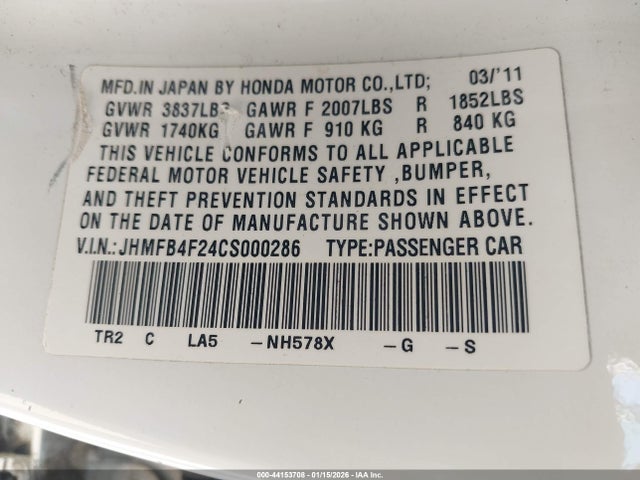 MFD.IN JAPAN BY HONDA MOTOR CO.,LTD; 03/'11
GVWR 3837LBS GAWR F 2007LBS R 1852LBS
GVWR 1740KG GAWR F 910 KG R 840 KG
THIS VEHICLE CONFORMS TO ALL APPLICABLE
FEDERAL MOTOR VEHICLE SAFETY ,BUMPER,
AND THEFT PREVENTION STANDARDS IN EFFECT
ON THE DATE OF MANUFACTURE SHOWN ABOVE.
V.I.N.:JHMFB4F24CS000286 TYPE:PASSENGER CAR
TR2 C LA5 -NH578X -G -S
000-44153708 - 01/15/2026 - IAA Inc.